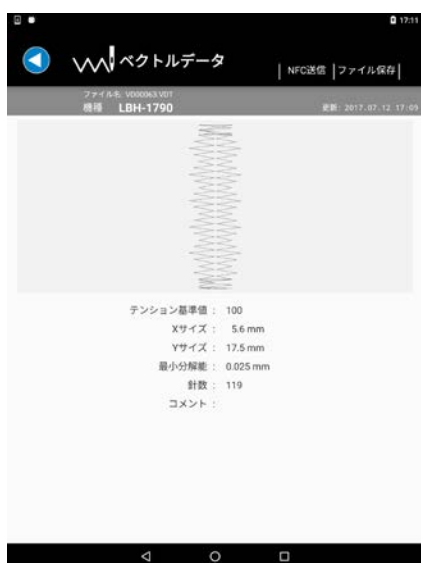 17:11
ベクトルデータ
NFC送信
ファイル保存
ファイル名: VD00063.VDT
機種 LBH-1790
更新: 2017.07.12 17:09
テンション基準値 : 100
Xサイズ : 5.6 mm
Yサイズ : 17.5 mm
最小分解能 : 0.025 mm
針数 : 119
コメント :